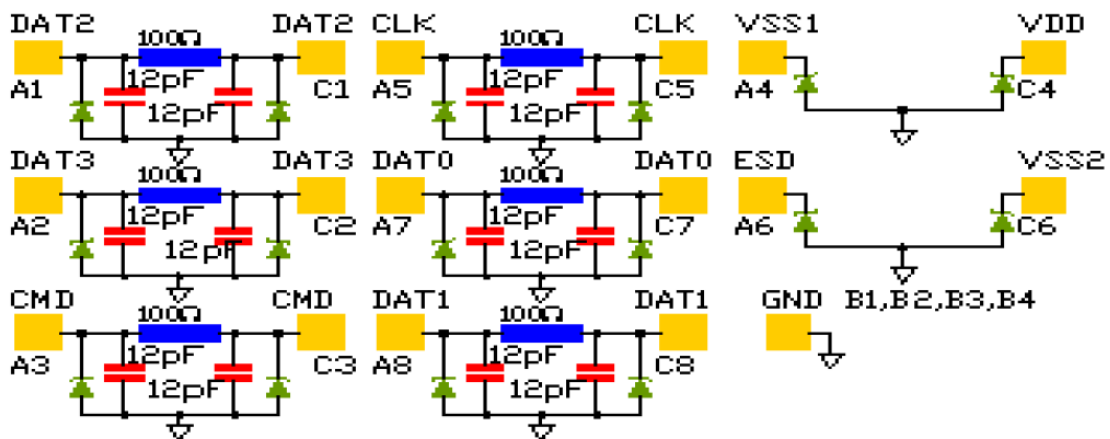 DAT2 DAT2 CLK CLK VSS1 VDD
100Ω 100Ω
12pF 12pF
A1 C1 A5 C5 A4 C4
12pF 12pF
DAT3 DAT3 DAT0 DAT0 ESD VSS2
100Ω 100Ω
12pF 12pF
A2 C2 A7 C7 A6 C6
12pF 12pF
CMD CMD DAT1 DAT1 GND B1,B2,B3,B4
100Ω 100Ω
12pF 12pF
A3 C3 A8 C8
12pF 12pF